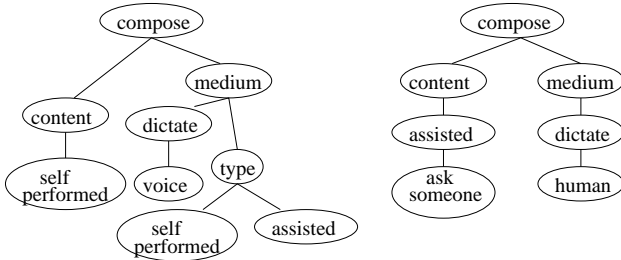 compose
content
self
performed
medium
dictate
voice
type
self
performed
assisted
compose
content
assisted
ask
someone
medium
dictate
human